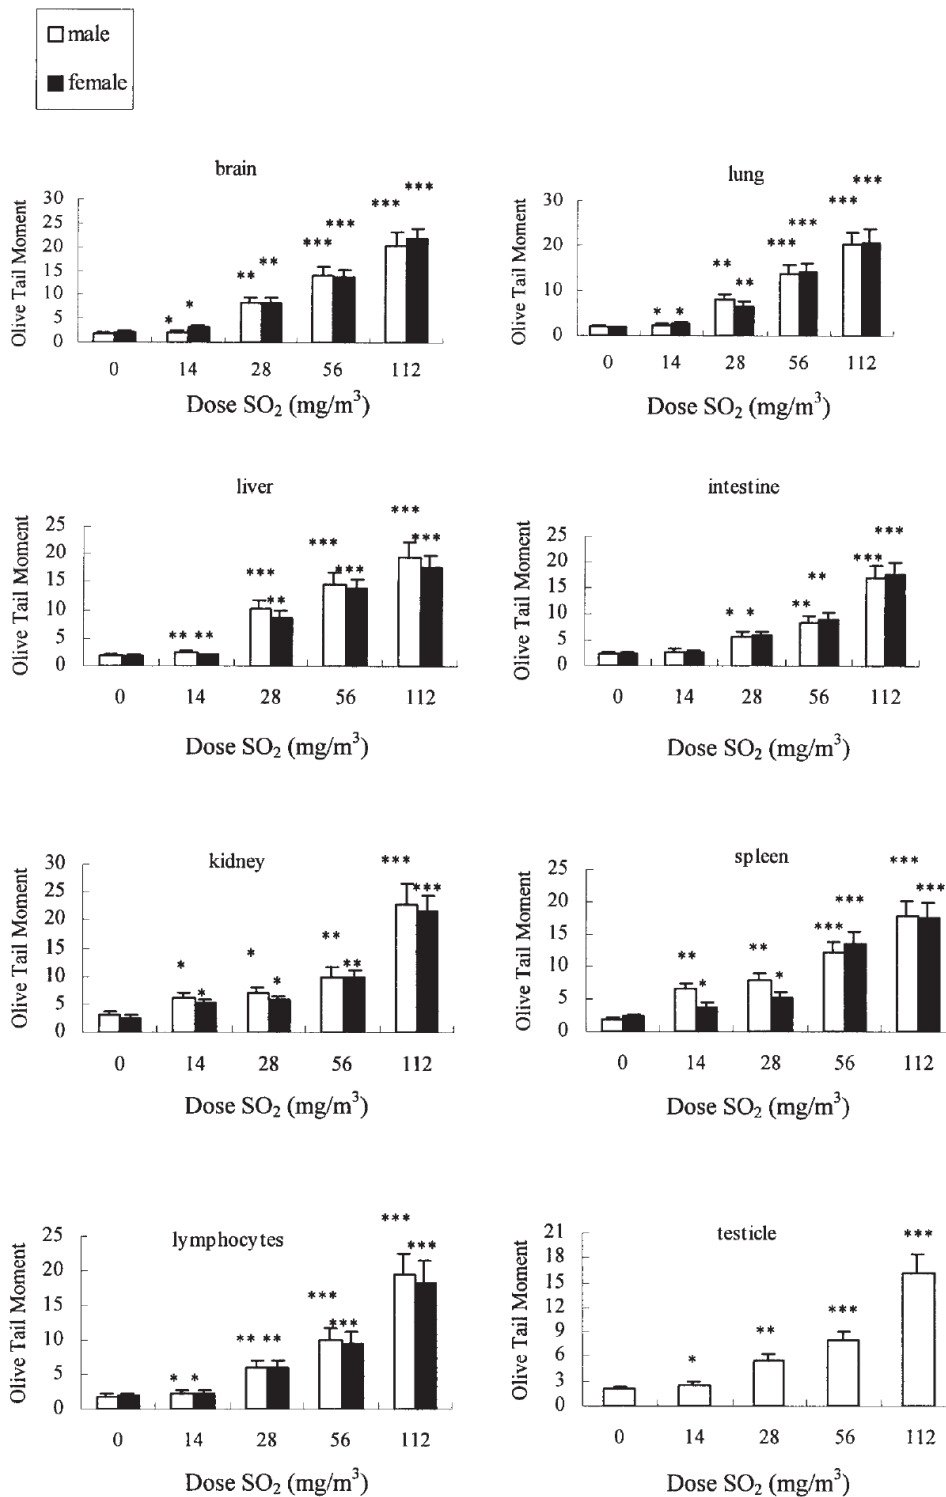 male
female
brain
Olive Tail Moment
30
25
20
15
10
5
0
* * ** ** *** *** *** ***
0 14 28 56 112
Dose SO₂ (mg/m³)
lung
Olive Tail Moment
30
20
10
0
* * ** ** *** *** *** ***
0 14 28 56 112
Dose SO₂ (mg/m³)
liver
Olive Tail Moment
25
20
15
10
5
0
** ** *** ** *** *** *** ***
0 14 28 56 112
Dose SO₂ (mg/m³)
intestine
Olive Tail Moment
25
20
15
10
5
0
* * ** ** *** ***
0 14 28 56 112
Dose SO₂ (mg/m³)
kidney
Olive Tail Moment
30
25
20
15
10
5
0
* * * * ** ** *** ***
0 14 28 56 112
Dose SO₂ (mg/m³)
spleen
Olive Tail Moment
25
20
15
10
5
0
** * ** * *** *** *** ***
0 14 28 56 112
Dose SO₂ (mg/m³)
lymphocytes
Olive Tail Moment
25
20
15
10
5
0
* * ** ** *** *** *** ***
0 14 28 56 112
Dose SO₂ (mg/m³)
testicle
Olive Tail Moment
21
18
15
12
9
6
3
0
* ** *** ***
0 14 28 56 112
Dose SO₂ (mg/m³)